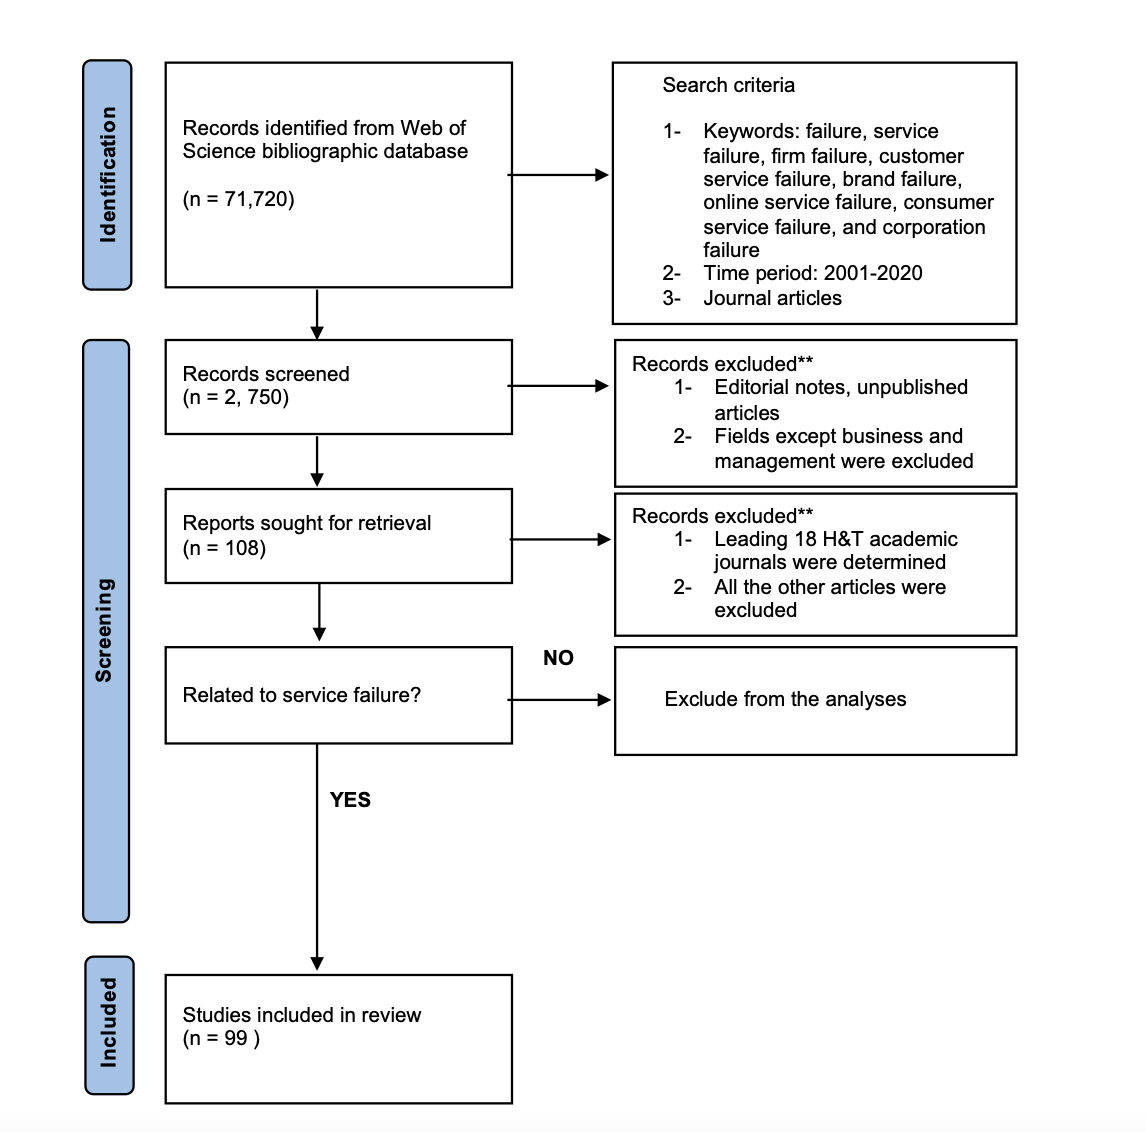 Identification
Records identified from Web of
Science bibliographic database
(n = 71,720)
Search criteria
1- Keywords: failure, service
failure, firm failure, customer
service failure, brand failure,
online service failure, consumer
service failure, and corporation
failure
2- Time period: 2001-2020
3- Journal articles
Screening
Records screened
(n = 2, 750)
Records excluded**
1- Editorial notes, unpublished
articles
2- Fields except business and
management were excluded
Reports sought for retrieval
(n = 108)
Records excluded**
1- Leading 18 H&T academic
journals were determined
2- All the other articles were
excluded
Related to service failure?
NO
Exclude from the analyses
YES
Included
Studies included in review
(n = 99 )